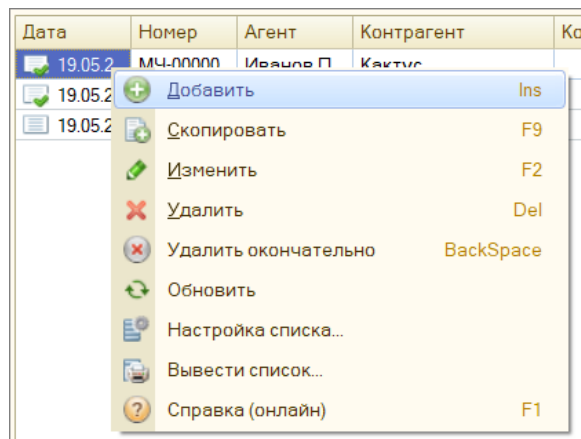 Дата Номер Агент Контрагент
19.05.2 МЧ-00000 Иванов П Кактус
19.05.2 Добавить Ins
19.05.2 Скопировать F9
Изменить F2
Удалить Del
Удалить окончательно BackSpace
Обновить
Настройка списка...
Вывести список...
Справка (онлайн) F1